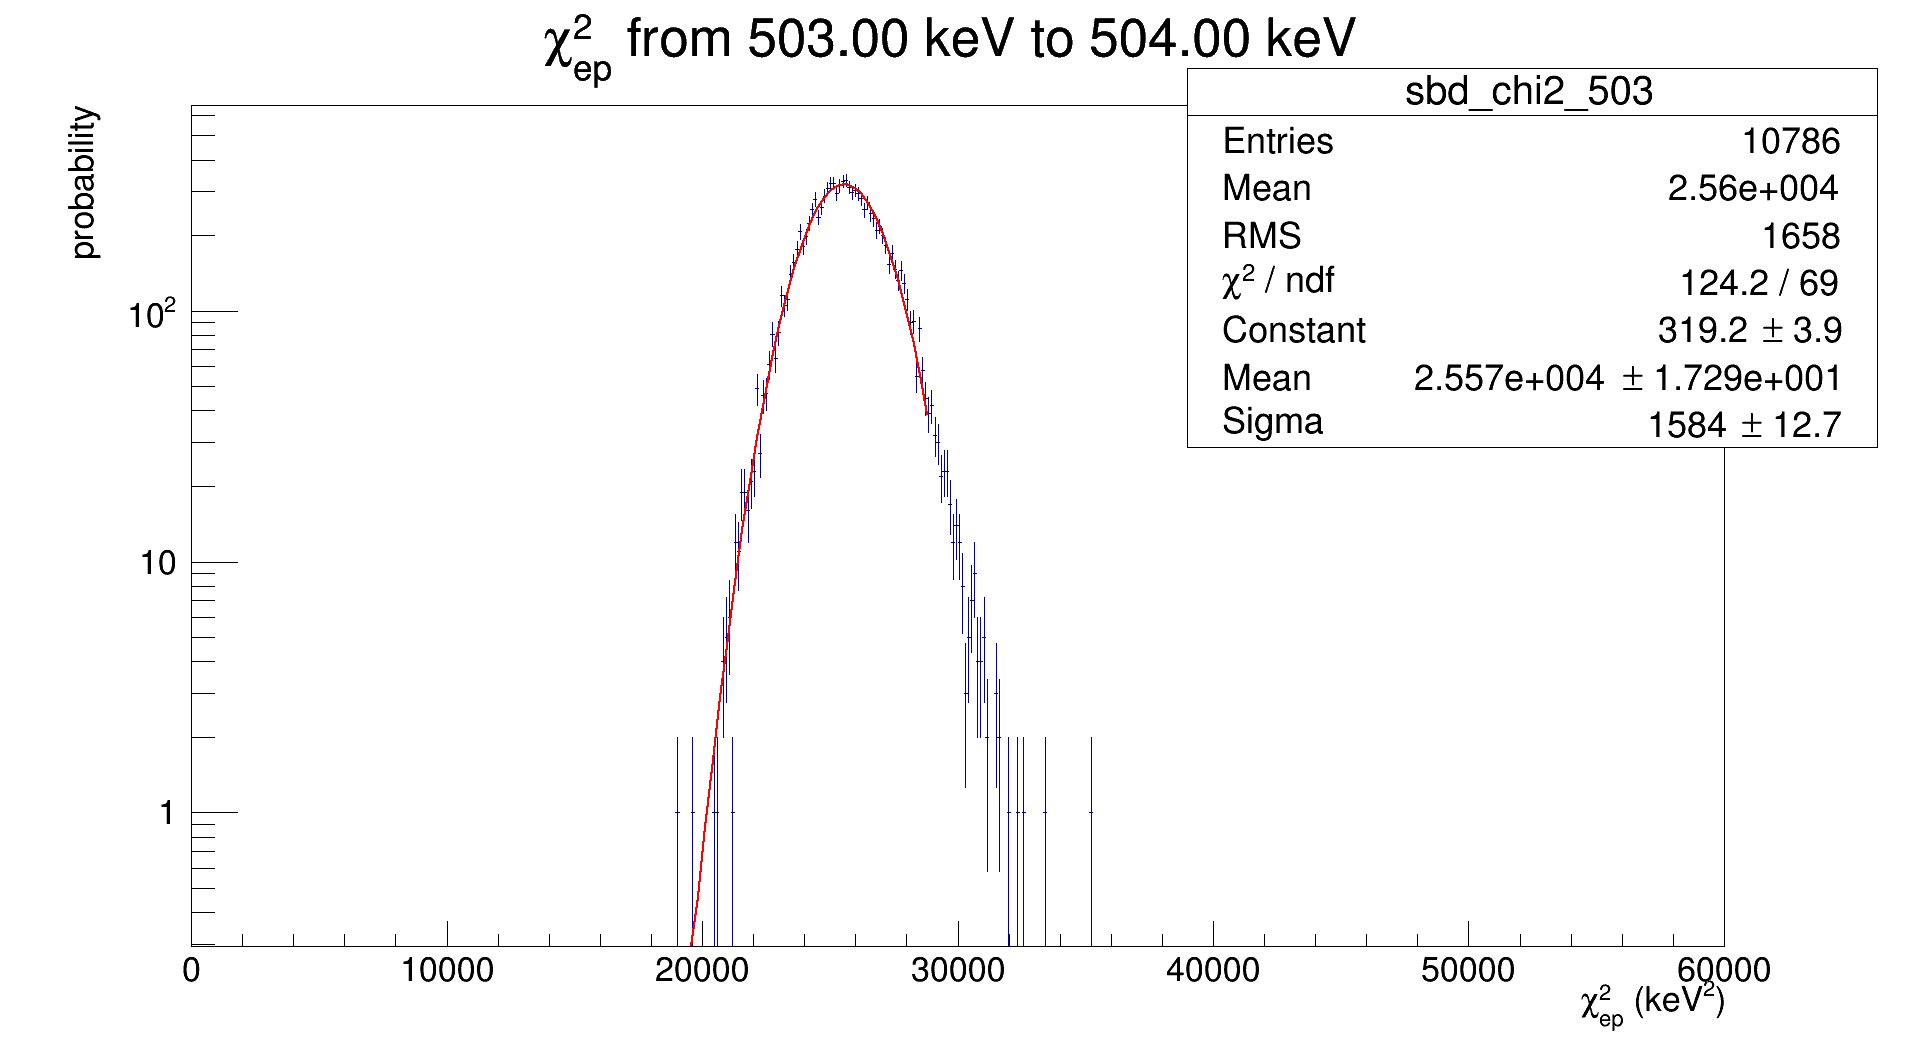 χ²ep from 503.00 keV to 504.00 keV
sbd_chi2_503
Entries 10786
Mean 2.56e+004
RMS 1658
χ² / ndf 124.2 / 69
Constant 319.2 ± 3.9
Mean 2.557e+004 ± 1.729e+001
Sigma 1584 ± 12.7
probability
10²
10
1
0 10000 20000 30000 40000 50000 60000
χ²ep (keV²)